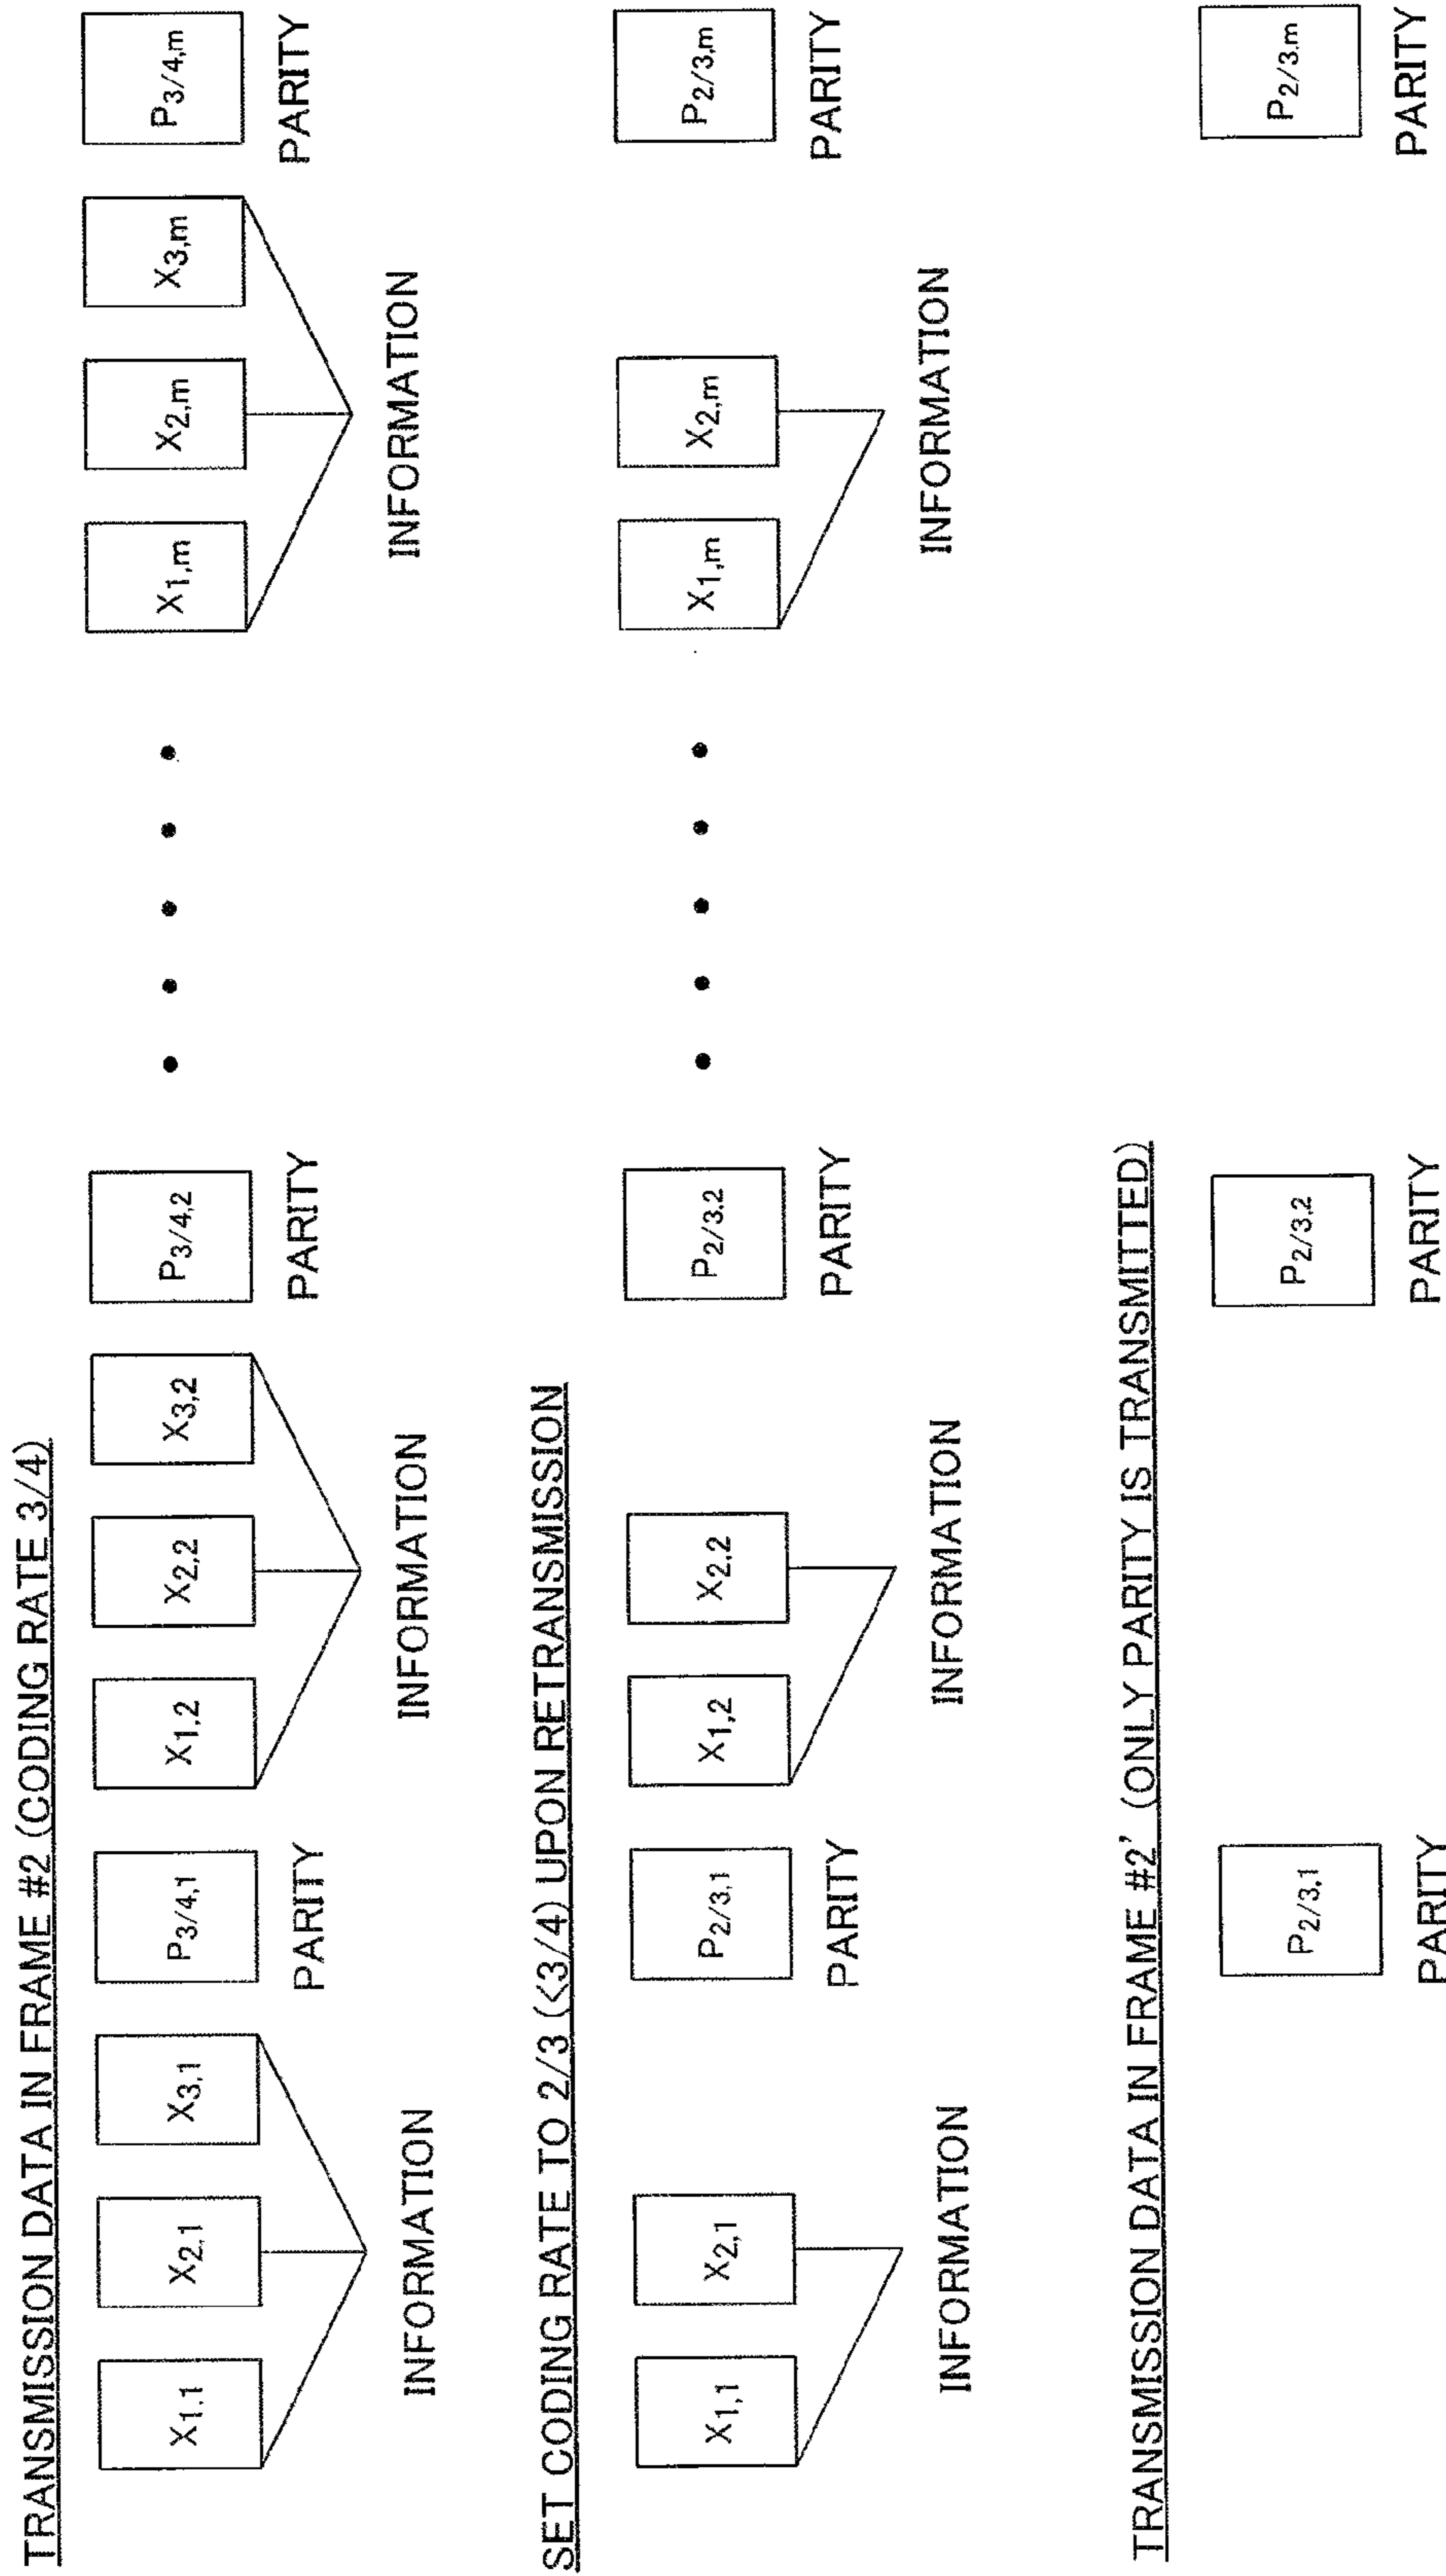 TRANSMISSION DATA IN FRAME #2 (CODING RATE 3/4)
X1,1 X2,1 X3,1 P3/4,1 X1,2 X2,2 X3,2 P3/4,2 X1,m X2,m X3,m P3/4,m
PARITY PARITY PARITY
INFORMATION INFORMATION INFORMATION
SET CODING RATE TO 2/3 (<3/4) UPON RETRANSMISSION
X1,1 X2,1 P2/3,1 X1,2 X2,2 P2/3.2 X1,m X2,m P2/3,m
PARITY PARITY PARITY
INFORMATION INFORMATION INFORMATION
TRANSMISSION DATA IN FRAME #2' (ONLY PARITY IS TRANSMITTED)
P2/3.1 P2/3.2 P2/3.m
PARITY PARITY PARITY